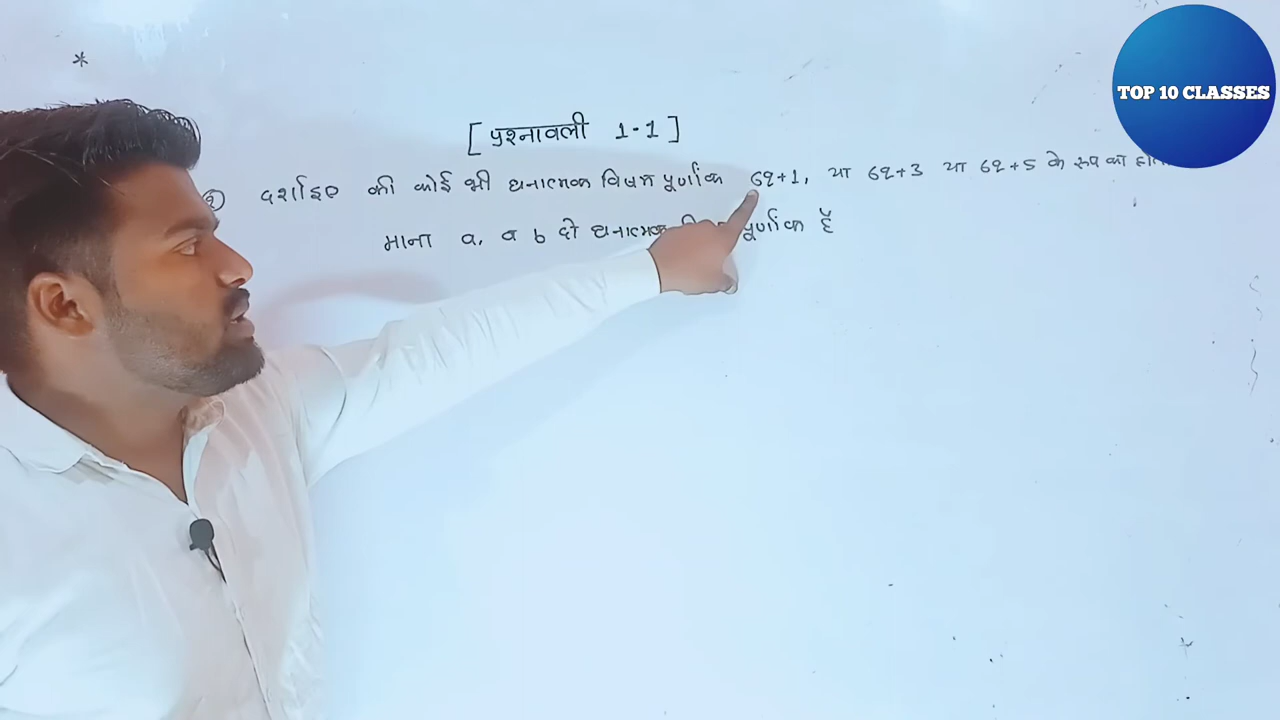 TOP 10 CLASSES
*
[ प्रश्नावली 1-1 ]
दर्शाइए की कोई भी धनात्मक विषम पूर्णांक 6q+1, या 6q+3 या 6q+5 के रूप का
माना a, व b दो धनात्मक पूर्णांक हैं